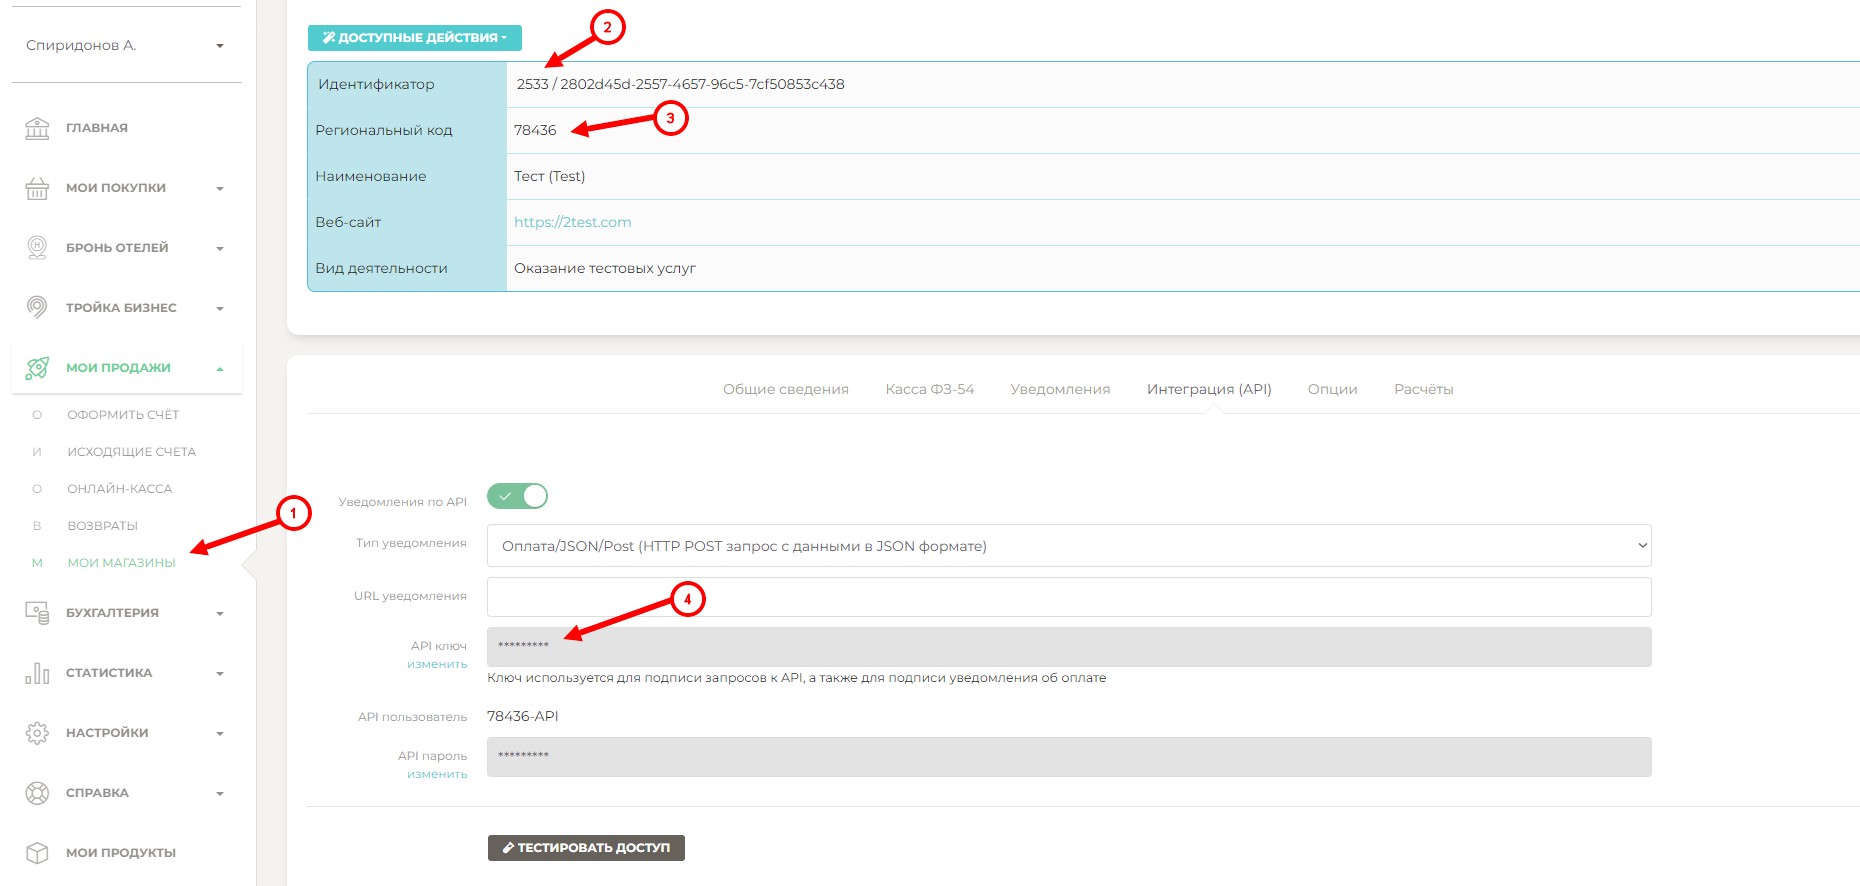 Спиридонов А.
ГЛАВНАЯ
МОИ ПОКУПКИ
БРОНЬ ОТЕЛЕЙ
ТРОЙКА БИЗНЕС
МОИ ПРОДАЖИ
О ОФОРМИТЬ СЧЁТ
И ИСХОДЯЩИЕ СЧЕТА
О ОНЛАЙН-КАССА
В ВОЗВРАТЫ
М МОИ МАГАЗИНЫ
1
БУХГАЛТЕРИЯ
СТАТИСТИКА
НАСТРОЙКИ
СПРАВКА
МОИ ПРОДУКТЫ
ДОСТУПНЫЕ ДЕЙСТВИЯ
2
Идентификатор 2533 / 2802d45d-2557-4657-96c5-7cf50853c438
Региональный код 78436
3
Наименование Тест (Test)
Веб-сайт https://2test.com
Вид деятельности Оказание тестовых услуг
Общие сведения Касса ФЗ-54 Уведомления Интеграция (API) Опции Расчёты
Уведомления по API
Тип уведомления Оплата/JSON/Post (HTTP POST запрос с данными в JSON формате)
URL уведомления
4
API ключ *********
изменить
Ключ используется для подписи запросов к API, а также для подписи уведомления об оплате
API пользователь 78436-API
API пароль *********
изменить
ТЕСТИРОВАТЬ ДОСТУП